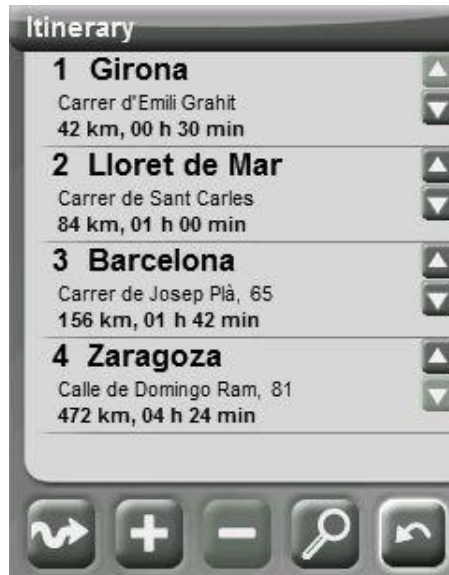 Itinerary
1 Girona
Carrer d'Emili Grahit
42 km, 00 h 30 min
2 Lloret de Mar
Carrer de Sant Carles
84 km, 01 h 00 min
3 Barcelona
Carrer de Josep Plà, 65
156 km, 01 h 42 min
4 Zaragoza
Calle de Domingo Ram, 81
472 km, 04 h 24 min